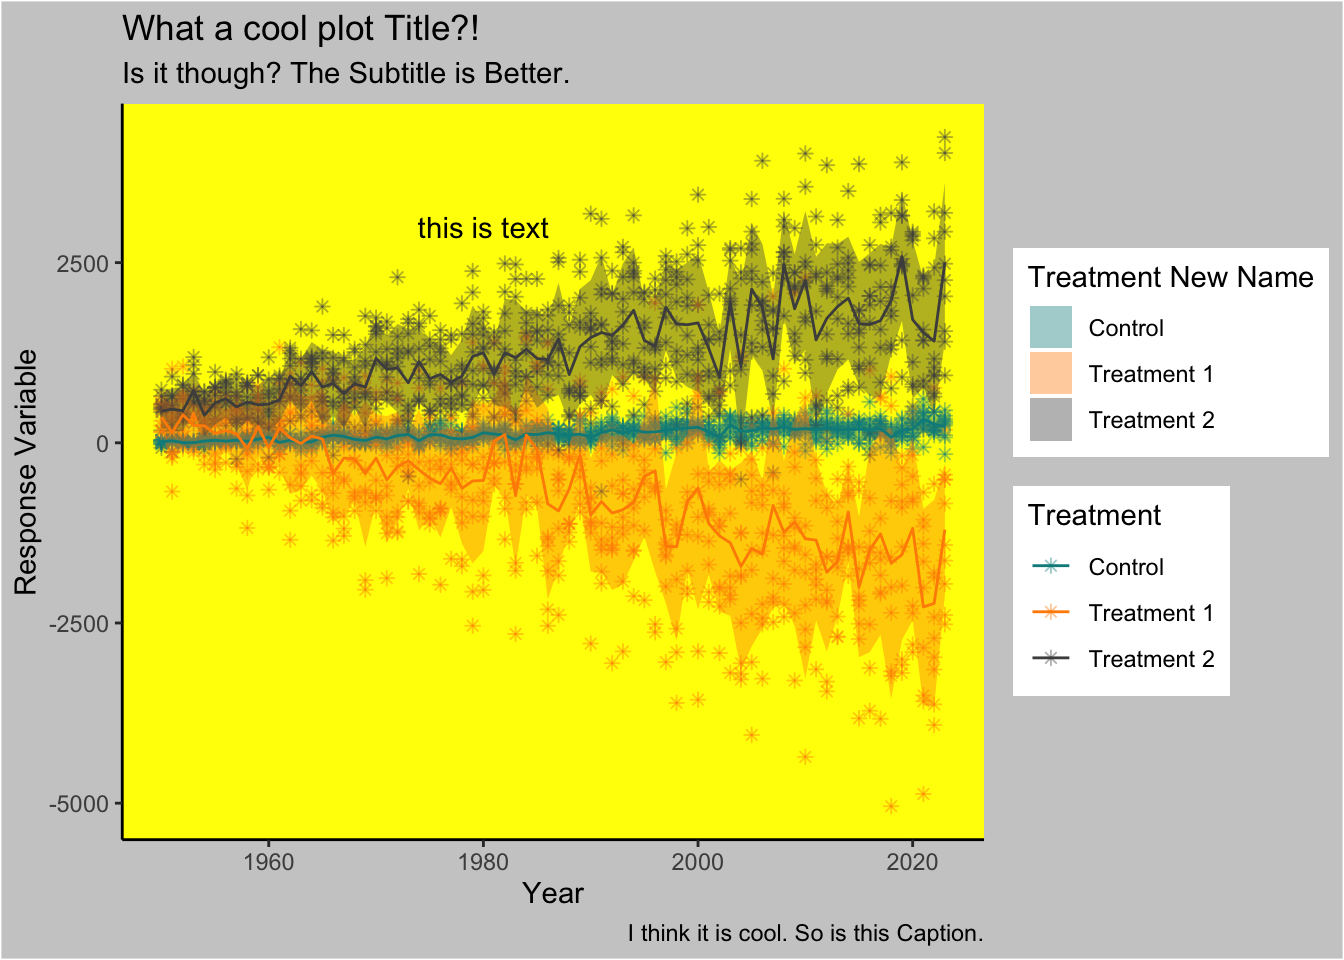 What a cool plot Title?!
Is it though? The Subtitle is Better.
this is text
Response Variable
2500
0
-2500
-5000
1960
1980
2000
2020
Year
I think it is cool. So is this Caption.
Treatment New Name
Control
Treatment 1
Treatment 2
Treatment
Control
Treatment 1
Treatment 2